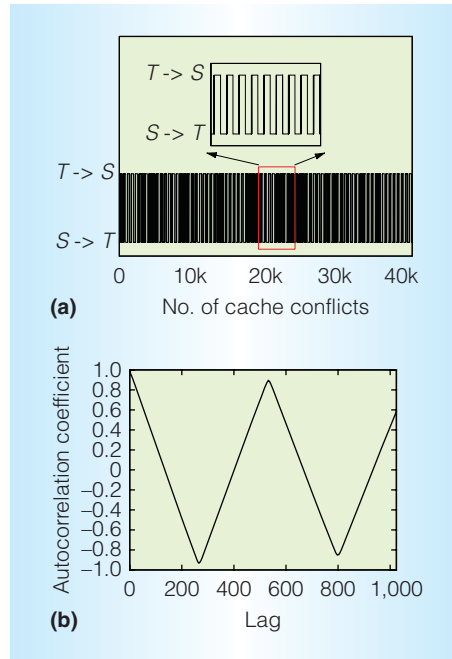 T -> S
S -> T
T -> S
S -> T
0 10k 20k 30k 40k
(a) No. of cache conflicts
1.0
0.8
0.6
0.4
0.2
0
–0.2
–0.4
–0.6
–0.8
–1.0
Autocorrelation coefficient
0 200 400 600 800 1,000
(b) Lag